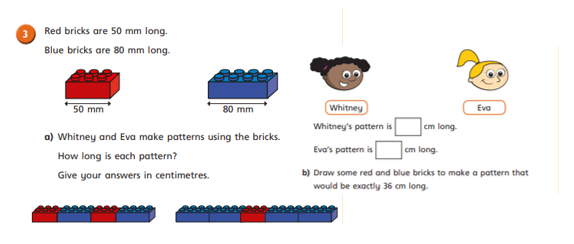 3
Red bricks are 50 mm long.
Blue bricks are 80 mm long.
50 mm
80 mm
a) Whitney and Eva make patterns using the bricks.
How long is each pattern?
Give your answers in centimetres.
Whitney
Eva
Whitney's pattern is cm long.
Eva's pattern is cm long.
b) Draw some red and blue bricks to make a pattern that
would be exactly 36 cm long.